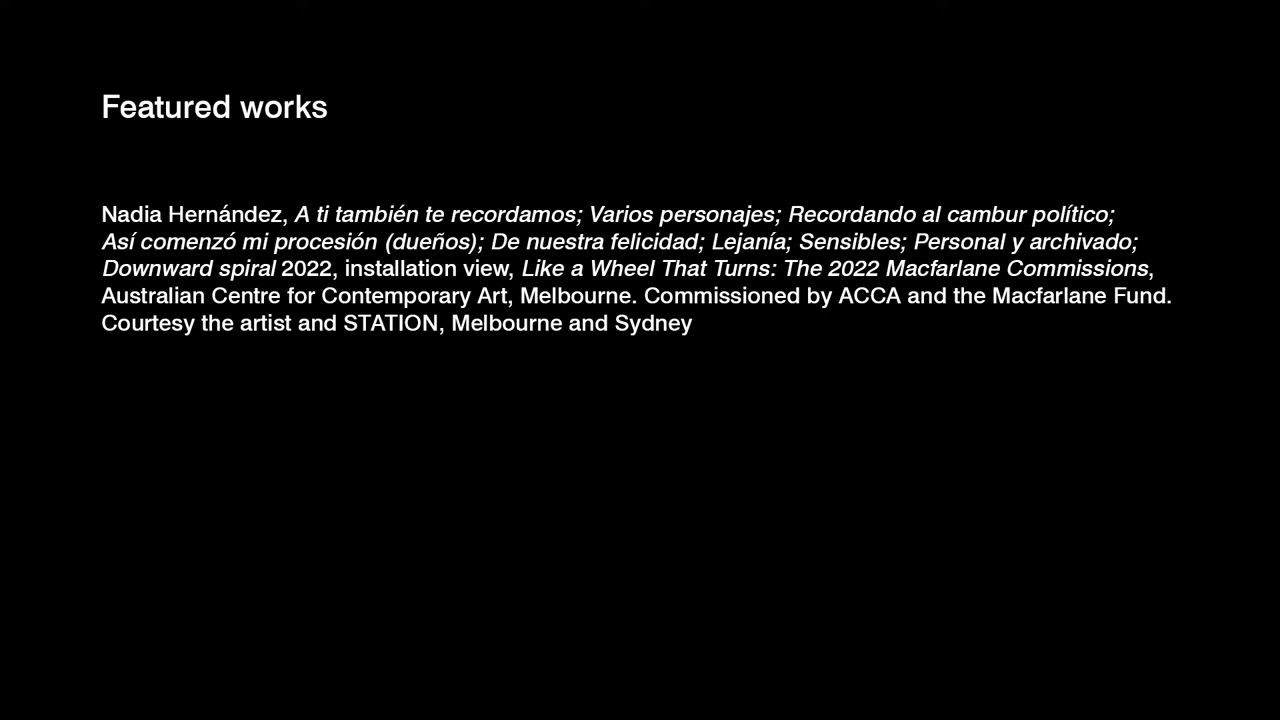 Featured works
Nadia Hernández, A ti también te recordamos; Varios personajes; Recordando al cambur político;
Así comenzó mi procesión (dueños); De nuestra felicidad; Lejanía; Sensibles; Personal y archivado;
Downward spiral 2022, installation view, Like a Wheel That Turns: The 2022 Macfarlane Commissions,
Australian Centre for Contemporary Art, Melbourne. Commissioned by ACCA and the Macfarlane Fund.
Courtesy the artist and STATION, Melbourne and Sydney